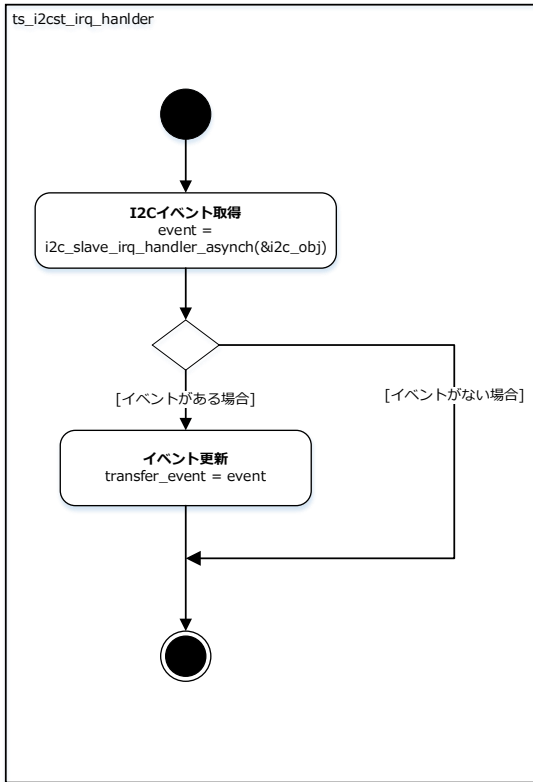 ts_i2cst_irq_hanlder
I2Cイベント取得
event =
i2c_slave_irq_handler_asynch(&i2c_obj)
[イベントがある場合]
[イベントがない場合]
イベント更新
transfer_event = event